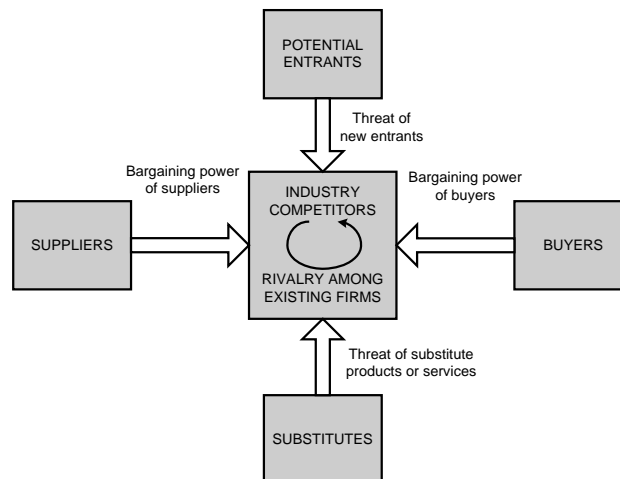 POTENTIAL
ENTRANTS
Threat of
new entrants
Bargaining power
of suppliers
Bargaining power
of buyers
SUPPLIERS
INDUSTRY
COMPETITORS
RIVALRY AMONG
EXISTING FIRMS
BUYERS
Threat of substitute
products or services
SUBSTITUTES